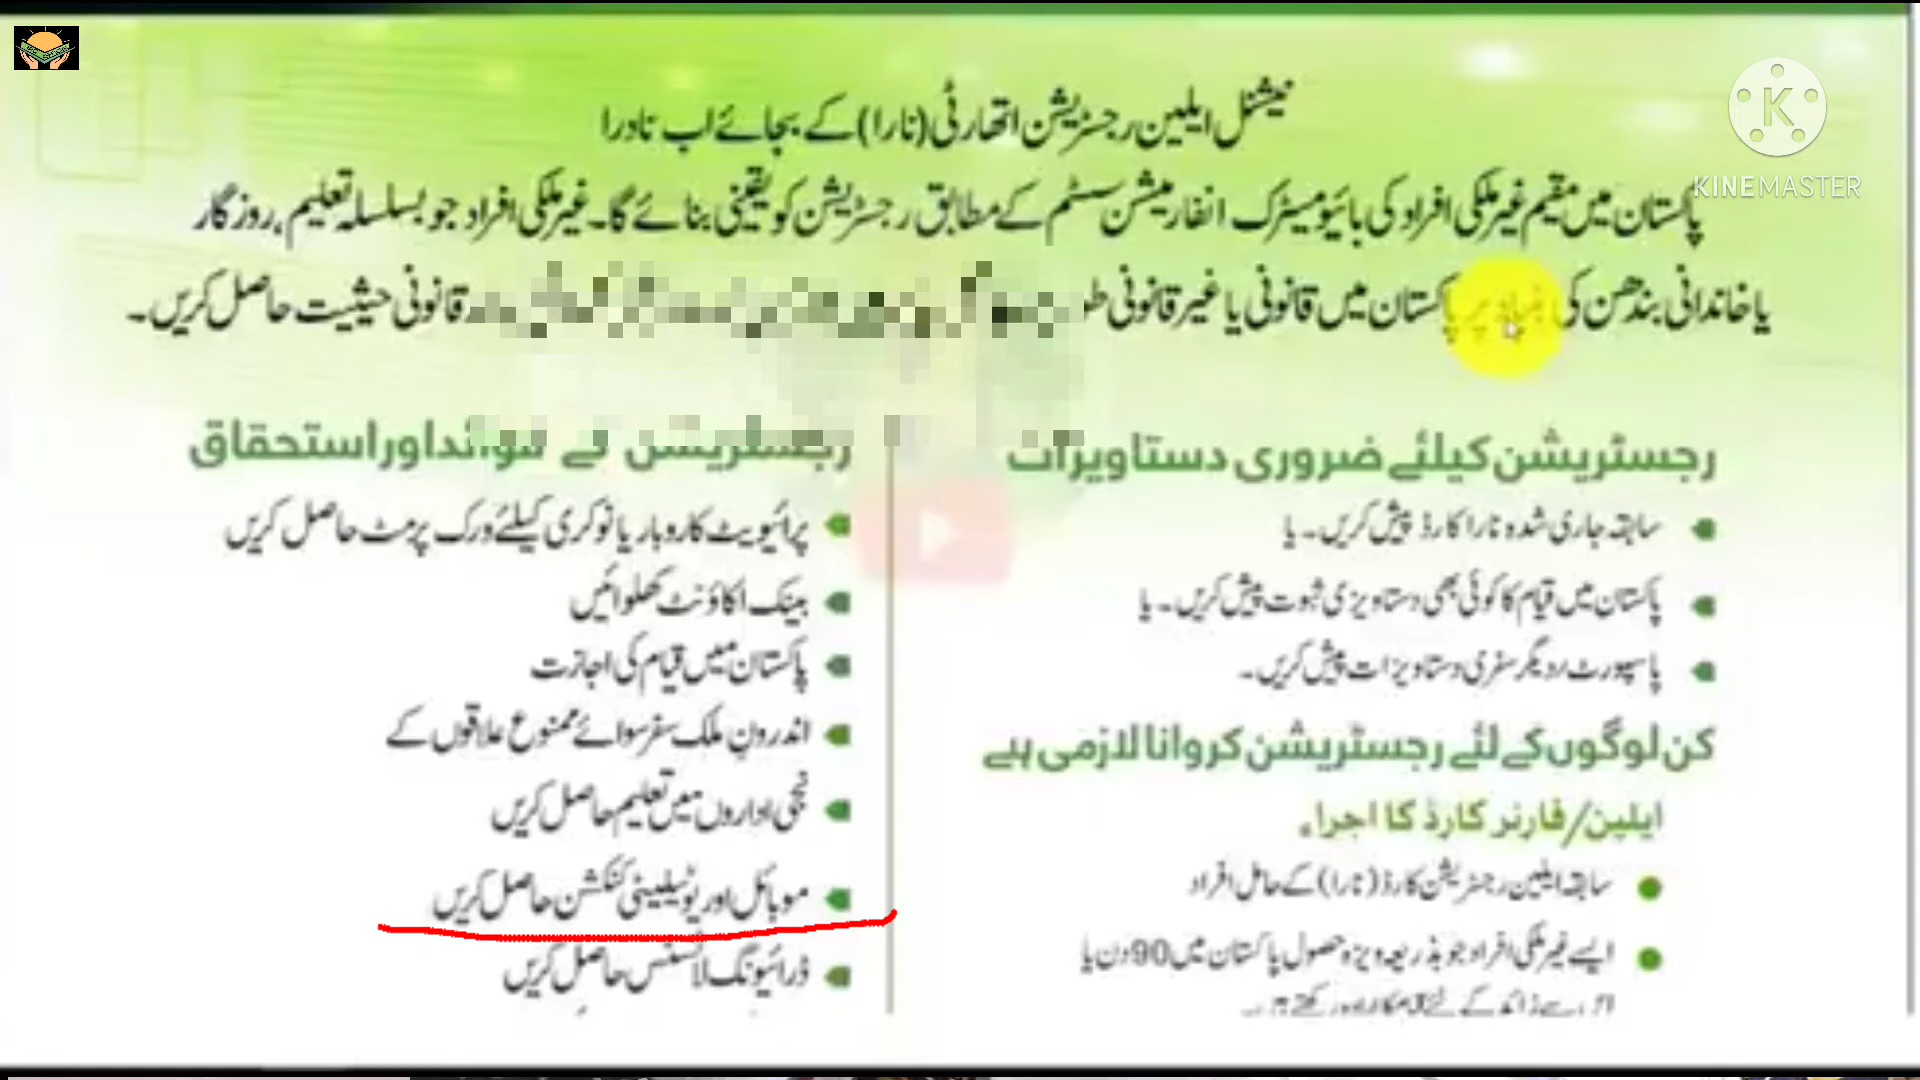 نیشنل ایلین رجسٹریشن اتھارٹی (نارا) کے بجائے اب نادرا
پاکستان میں مقیم غیر ملکی افراد کی بائیومیٹرک انفارمیشن سسٹم کے مطابق رجسٹریشن کو یقینی بنائے گا۔ غیر ملکی افراد جو بسلسلہ تعلیم، روزگار
یا خاندانی بندھن کی بنیاد پر پاکستان میں قانونی یا غیر قانونی قانونی حیثیت حاصل کریں۔
KINEMASTER
رجسٹریشن کیلئے ضروری دستاویزات
سابقہ جاری شدہ نارا کارڈ پیش کریں۔ یا
پاکستان میں قیام کا کوئی بھی دستاویزی ثبوت پیش کریں۔ یا
پاسپورٹ ردیگر سفری دستاویزات پیش کریں۔
کن لوگوں کے لئے رجسٹریشن کروانا لازمی ہے
ایلین/فارنر کارڈ کا اجراء
سابقہ ایلین رجسٹریشن کارڈ (نارا) کے حامل افراد
ایسے غیر ملکی افراد جو بذریعہ ویزہ حصول پاکستان میں 90 دن یا
رجسٹریشن کے فوائد اور استحقاق
پرائیویٹ کاروبار یا نوکری کیلئے ورک پرمٹ حاصل کریں
بینک اکاؤنٹ کھلوائیں
پاکستان میں قیام کی اجازت
اندرونِ ملک سفر سوائے ممنوع علاقوں کے
نجی اداروں میں تعلیم حاصل کریں
موبائل اور یوٹیلیٹی کنکشن حاصل کریں
ڈرائیونگ لائسنس حاصل کریں